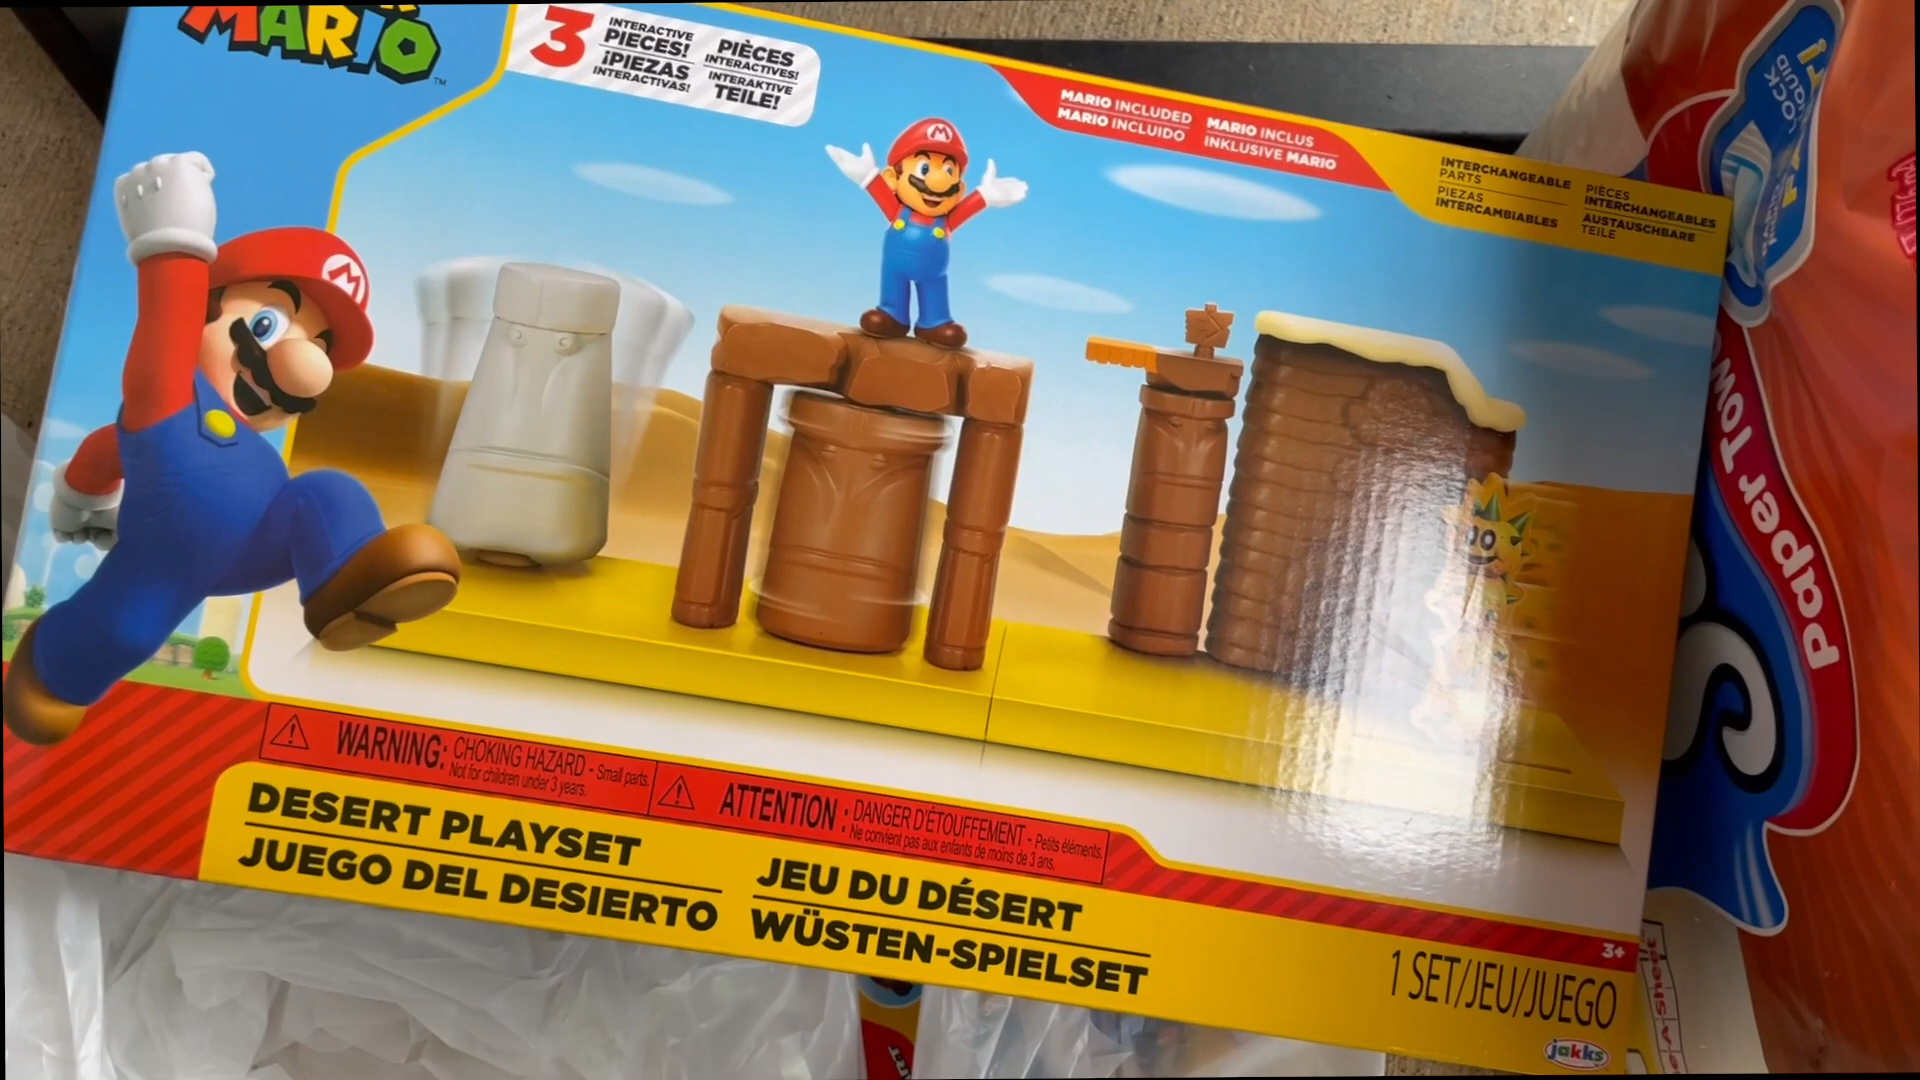 MARIO
TM
3
INTERACTIVE
PIECES!
¡PIEZAS
INTERACTIVAS!
PIÈCES
INTERACTIVES!
INTERAKTIVE
TEILE!
MARIO INCLUDED
MARIO INCLUIDO
MARIO INCLUS
INKLUSIVE MARIO
INTERCHANGEABLE
PARTS
PIEZAS
INTERCAMBIABLES
PIÈCES
INTERCHANGEABLES
AUSTAUSCHBARE
TEILE
WARNING: CHOKING HAZARD - Small parts.
Not for children under 3 years.
ATTENTION : DANGER D'ÉTOUFFEMENT - Petits éléments.
Ne convient pas aux enfants de moins de 3 ans.
DESERT PLAYSET
JUEGO DEL DESIERTO
JEU DU DÉSERT
WÜSTEN-SPIELSET
3+
1 SET/JEU/JUEGO
jakks
LOCK
Paper